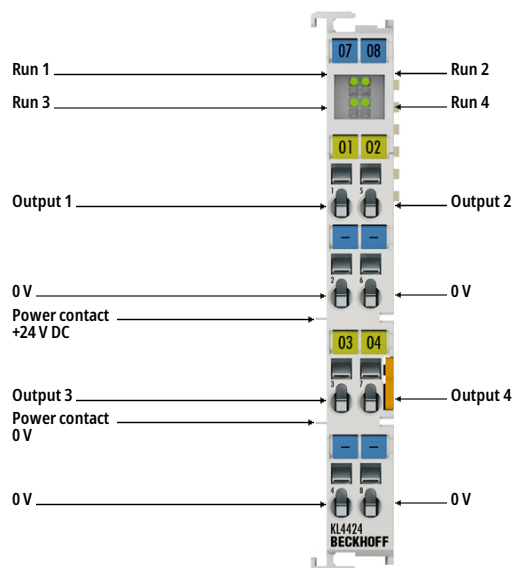 07 08
Run 1
Run 2
Run 3
Run 4
01 02
1 5
Output 1
Output 2
– –
2 6
0 V
0 V
Power contact
+24 V DC
03 04
3 7
Output 3
Output 4
Power contact
0 V
– –
4 8
0 V
0 V
KL4424
BECKHOFF